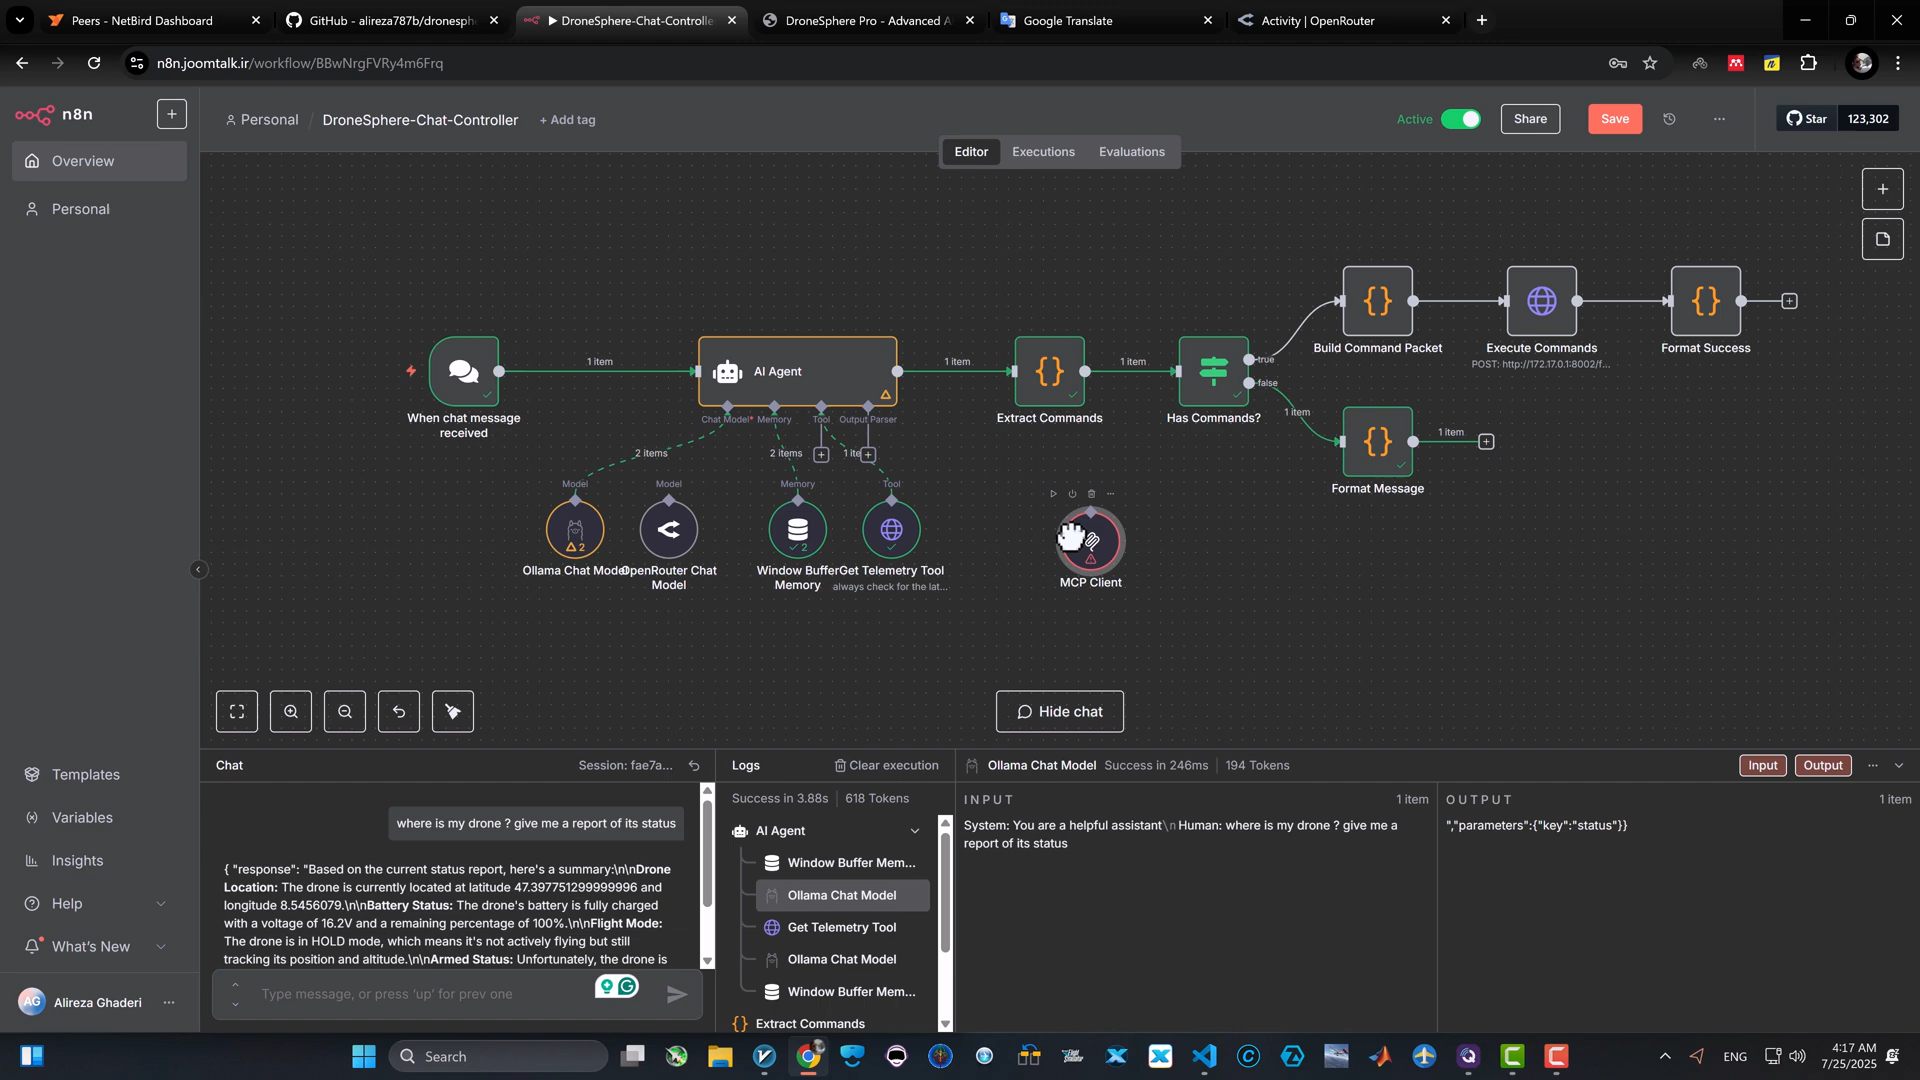 Peers - NetBird Dashboard
GitHub - alireza787b/dronesph
DroneSphere-Chat-Controlle
DroneSphere Pro - Advanced A
Google Translate
Activity | OpenRouter
n8n.joomtalk.ir/workflow/BBwNrgFVRy4m6Frq
n8n
Personal / DroneSphere-Chat-Controller + Add tag
Active
Share
Save
Star 123,302
Overview
Personal
Editor Executions Evaluations
When chat message received
1 item
AI Agent
Chat Model* Memory Tool Output Parser
1 item
Extract Commands
1 item
Has Commands?
true
false
1 item
Build Command Packet
Execute Commands
POST: http://172.17.0.1:8002/f...
Format Success
1 item
Format Message
2 items
2 items
1 ite
Model
Model
Memory
Tool
2
2
Ollama Chat Model
OpenRouter Chat Model
Window Buffer Memory
Get Telemetry Tool
always check for the lat...
MCP Client
Hide chat
Templates
Variables
Insights
Help
What's New
AG
Alireza Ghaderi
Chat
Session: fae7a...
where is my drone ? give me a report of its status
{ "response": "Based on the current status report, here's a summary:\n\nDrone
Location: The drone is currently located at latitude 47.397751299999996 and
longitude 8.5456079.\n\nBattery Status: The drone's battery is fully charged
with a voltage of 16.2V and a remaining percentage of 100%.\n\nFlight Mode:
The drone is in HOLD mode, which means it's not actively flying but still
tracking its position and altitude.\n\nArmed Status: Unfortunately, the drone is
Type message, or press 'up' for prev one
Logs
Clear execution
Success in 3.88s | 618 Tokens
AI Agent
Window Buffer Mem...
Ollama Chat Model
Get Telemetry Tool
Ollama Chat Model
Window Buffer Mem...
Extract Commands
Ollama Chat Model Success in 246ms | 194 Tokens
Input
Output
INPUT
1 item
System: You are a helpful assistant\n Human: where is my drone ? give me a
report of its status
OUTPUT
1 item
","parameters":{"key":"status"}}
Search
ENG
4:17 AM
7/25/2025